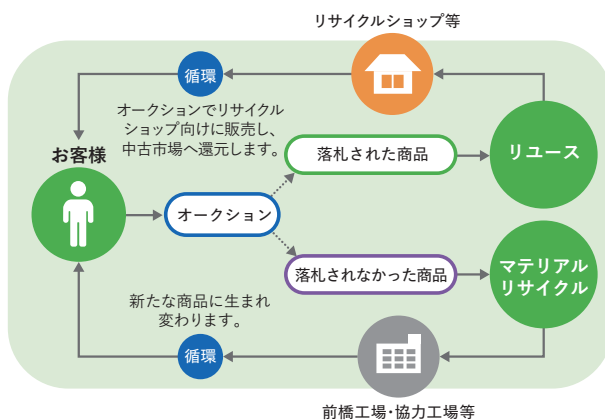 リサイクルショップ等
循環
オークションでリサイクル
ショップ向けに販売し、
中古市場へ還元します。
お客様
落札された商品
リユース
オークション
落札されなかった商品
マテリアル
リサイクル
新たな商品に生まれ
変わります。
循環
前橋工場・協力工場等